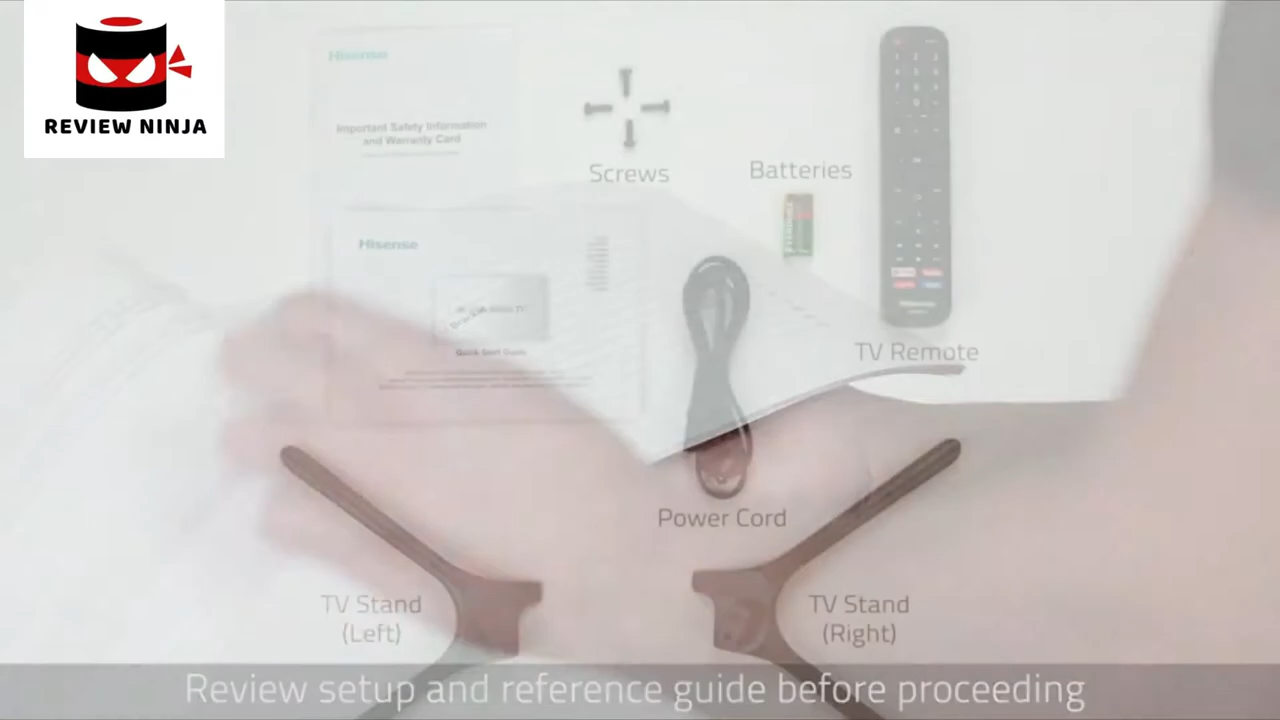 REVIEW NINJA
Hisense
Important Safety Information
and Warranty Card
Screws
Batteries
Hisense
Quick Start Guide
TV Remote
Power Cord
TV Stand
(Left)
TV Stand
(Right)
Review setup and reference guide before proceeding